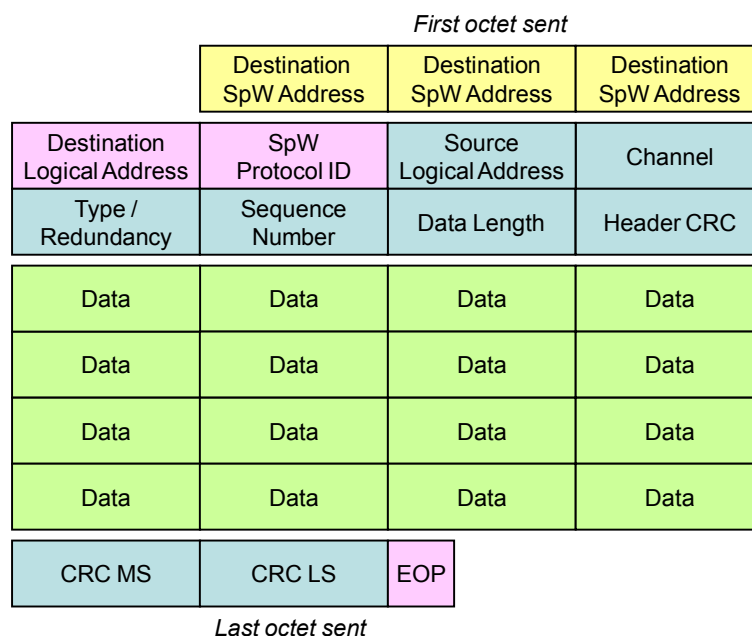 First octet sent
Destination SpW Address
Destination SpW Address
Destination SpW Address
Destination Logical Address
SpW Protocol ID
Source Logical Address
Channel
Type / Redundancy
Sequence Number
Data Length
Header CRC
Data Data Data Data
Data Data Data Data
Data Data Data Data
Data Data Data Data
CRC MS CRC LS EOP
Last octet sent